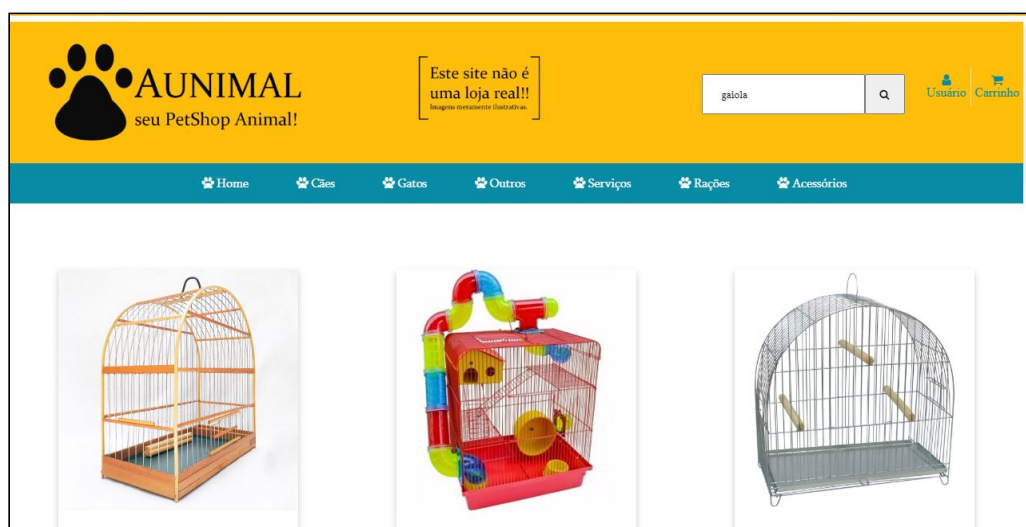 AUNIMAL
seu PetShop Animal!
Este site não é
uma loja real!!
Imagens meramente ilustrativas.
gaiola
Usuário
Carrinho
Home
Cães
Gatos
Outros
Serviços
Rações
Acessórios